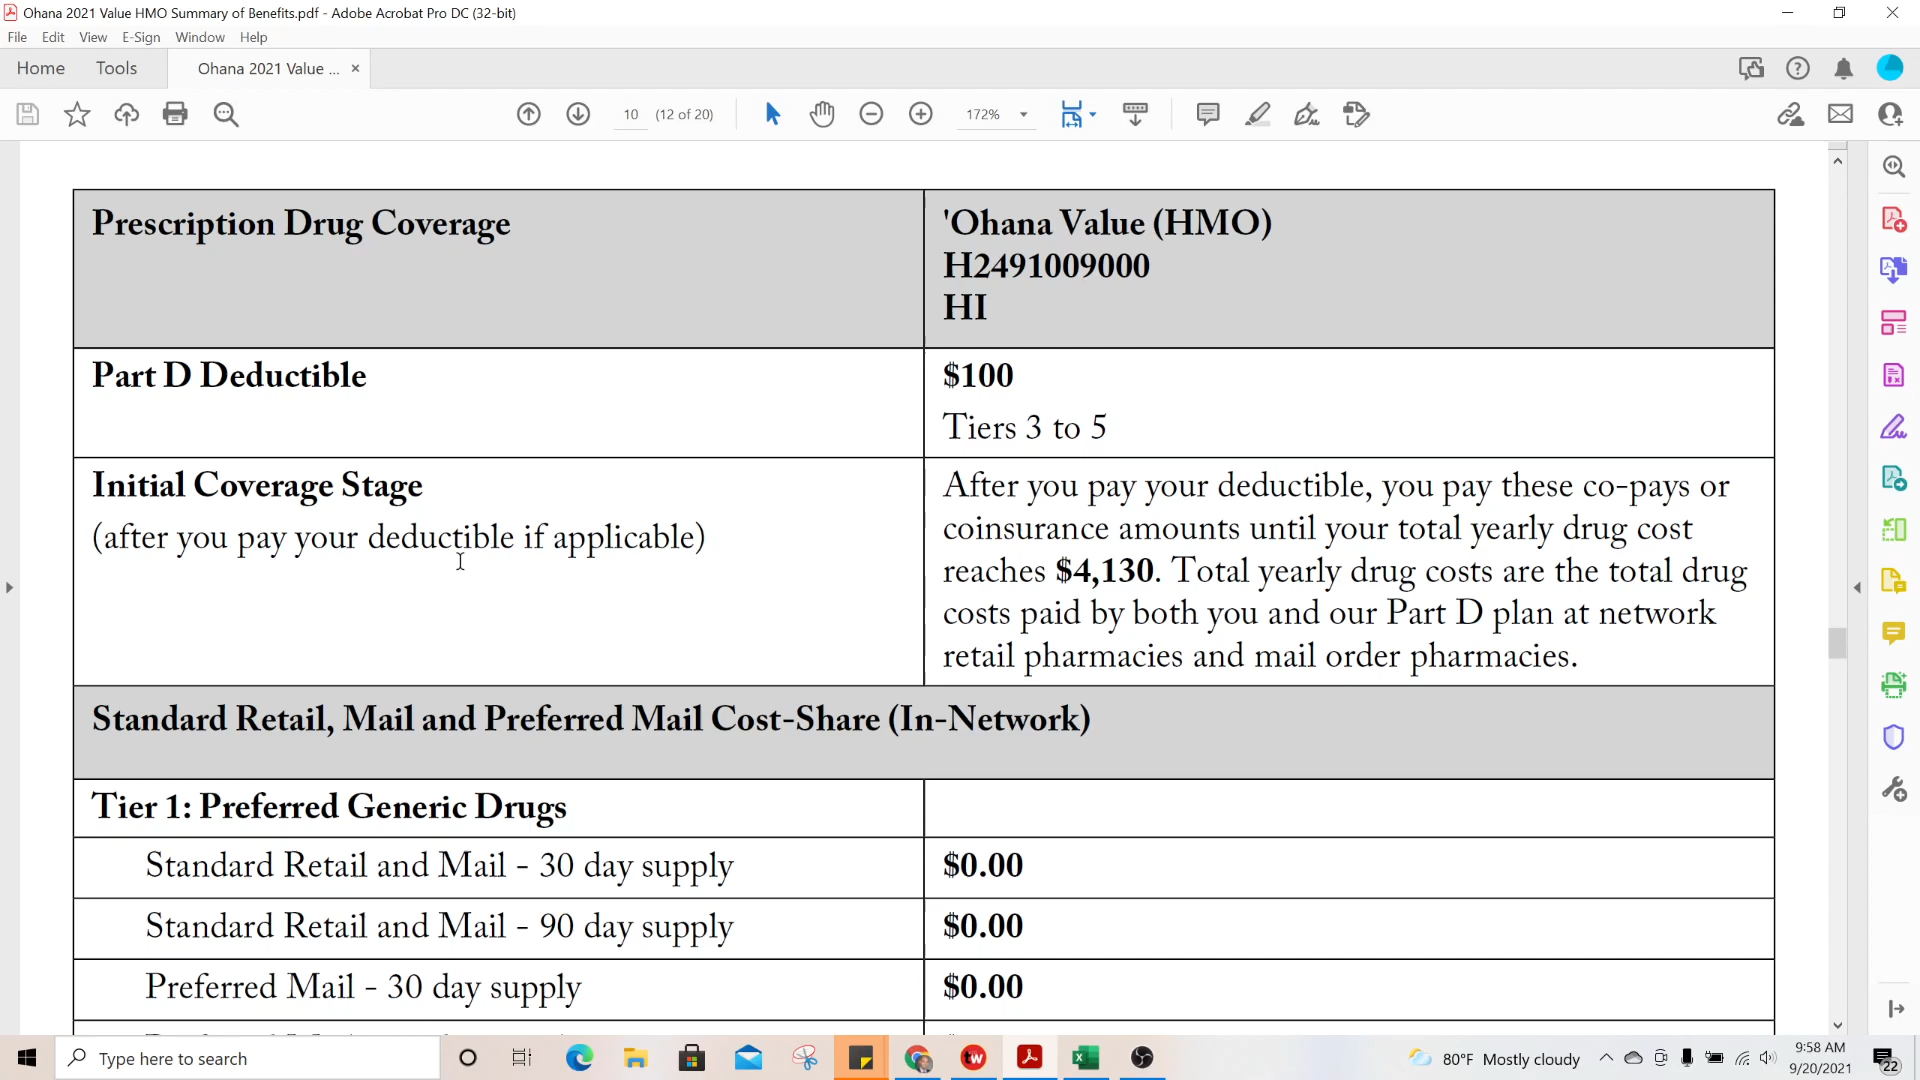 Ohana 2021 Value HMO Summary of Benefits.pdf - Adobe Acrobat Pro DC (32-bit)
File Edit View E-Sign Window Help
Home Tools Ohana 2021 Value ... ×
10 (12 of 20) 172%
Prescription Drug Coverage
'Ohana Value (HMO)
H2491009000
HI
Part D Deductible
$100
Tiers 3 to 5
Initial Coverage Stage
(after you pay your deductible if applicable)
After you pay your deductible, you pay these co-pays or
coinsurance amounts until your total yearly drug cost
reaches $4,130. Total yearly drug costs are the total drug
costs paid by both you and our Part D plan at network
retail pharmacies and mail order pharmacies.
Standard Retail, Mail and Preferred Mail Cost-Share (In-Network)
Tier 1: Preferred Generic Drugs
Standard Retail and Mail - 30 day supply $0.00
Standard Retail and Mail - 90 day supply $0.00
Preferred Mail - 30 day supply $0.00
Type here to search
tw
80°F Mostly cloudy
9:58 AM
9/20/2021
22